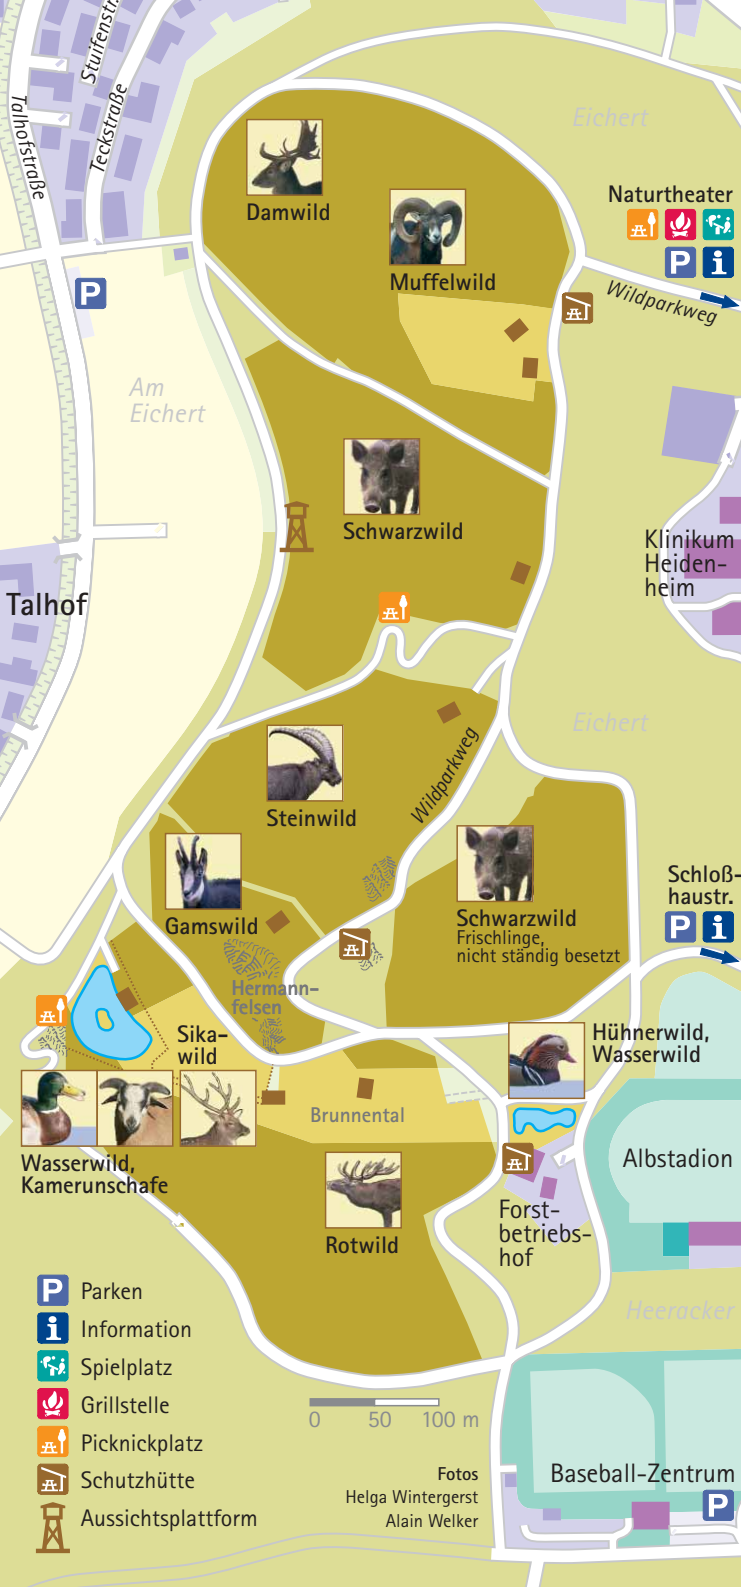 Stuifenstr.
Talhofstraße
Teckstraße
Eichert
Damwild
Muffelwild
Naturtheater
P
i
Wildparkweg
P
Am
Eichert
Schwarzwild
Klinikum
Heiden-
heim
Talhof
Eichert
Wildparkweg
Steinwild
Gamswild
Schwarzwild
Frischlinge,
nicht ständig besetzt
Schloß-
haustr.
P
i
Hermann-
felsen
Sika-
wild
Hühnerwild,
Wasserwild
Brunnental
Wasserwild,
Kamerunschafe
Albstadion
Rotwild
Forst-
betriebs-
hof
Heeracker
P Parken
i Information
Spielplatz
Grillstelle
Picknickplatz
Schutzhütte
Aussichtsplattform
0 50 100 m
Fotos
Helga Wintergerst
Alain Welker
Baseball-Zentrum
P